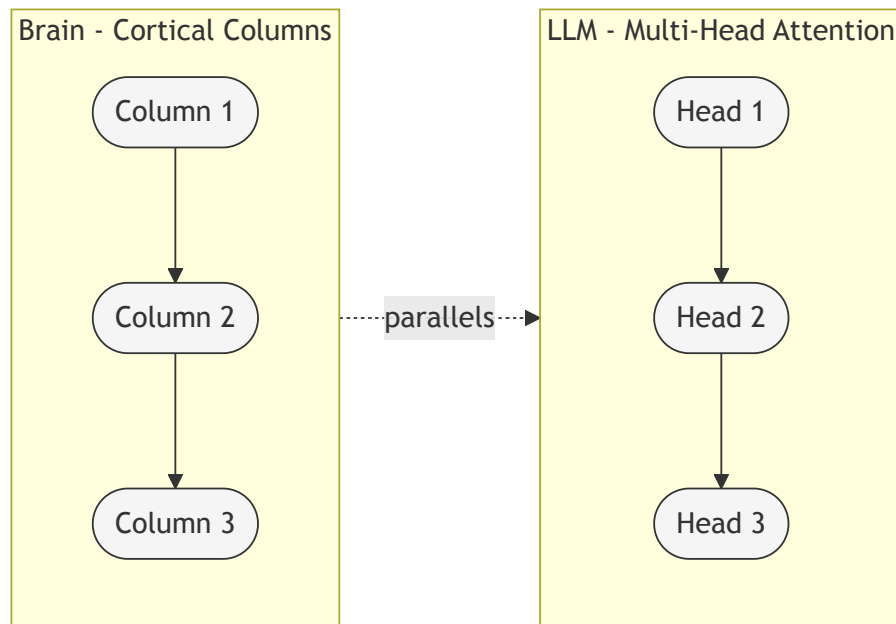 Brain - Cortical Columns
Column 1
Column 2
Column 3
parallels
LLM - Multi-Head Attention
Head 1
Head 2
Head 3